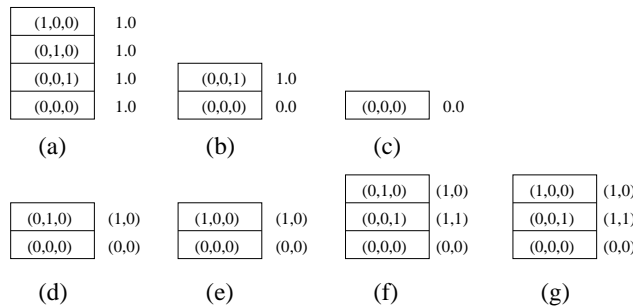 (1,0,0) 1.0
(0,1,0) 1.0
(0,0,1) 1.0
(0,0,0) 1.0
(a)
(0,0,1) 1.0
(0,0,0) 0.0
(b)
(0,0,0) 0.0
(c)
(0,1,0) (1,0)
(0,0,0) (0,0)
(d)
(1,0,0) (1,0)
(0,0,0) (0,0)
(e)
(0,1,0) (1,0)
(0,0,1) (1,1)
(0,0,0) (0,0)
(f)
(1,0,0) (1,0)
(0,0,1) (1,1)
(0,0,0) (0,0)
(g)